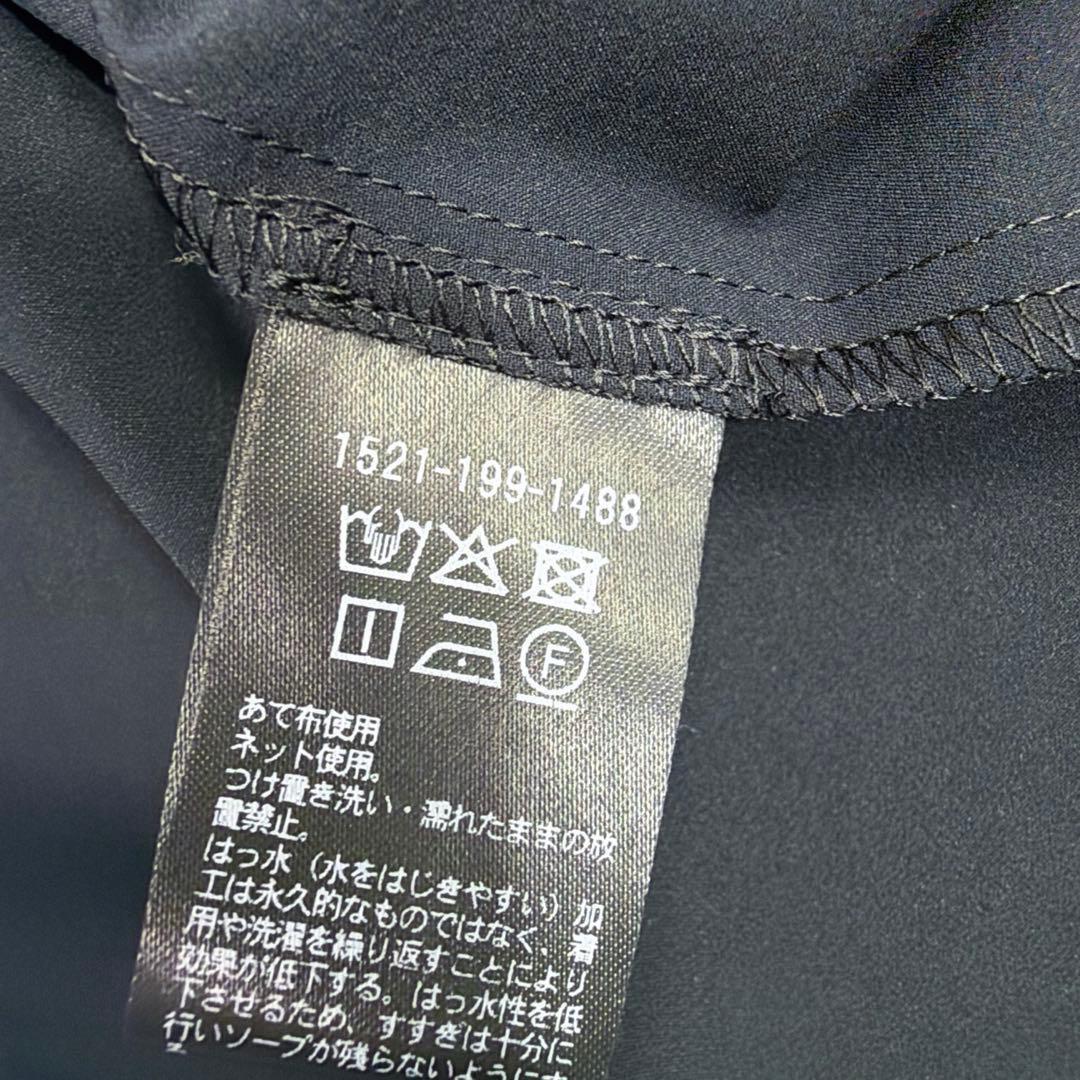 1521-199-1488
F
あて布使用
ネット使用。
つけ置き洗い・濡れたままの放
置禁止。
はっ水（水をはじきやすい）加
工は永久的なものではなく、着
用や洗濯を繰り返すことにより
効果が低下する。はっ水性を低
下させるため、すすぎは十分に
行いソープが残らないように